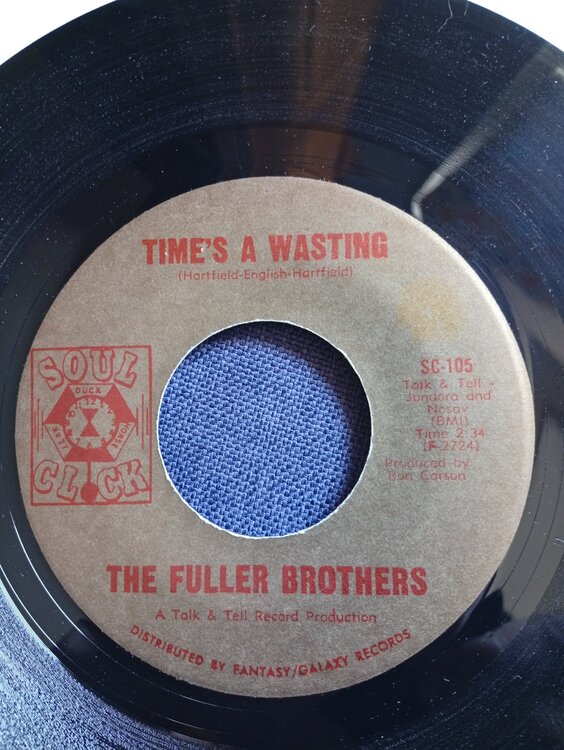 TIME'S A WASTING
(Hartfield-English-Hartfield)
SOUL
DUCK
CLOCK
SC-105
Talk & Tell -
Jondora and
(BMI)
Time 2:34
(F-2724)
Produced by
Ron Carson
THE FULLER BROTHERS
A Talk & Tell Record Production
DISTRIBUTED BY FANTASY/GALAXY RECORDS